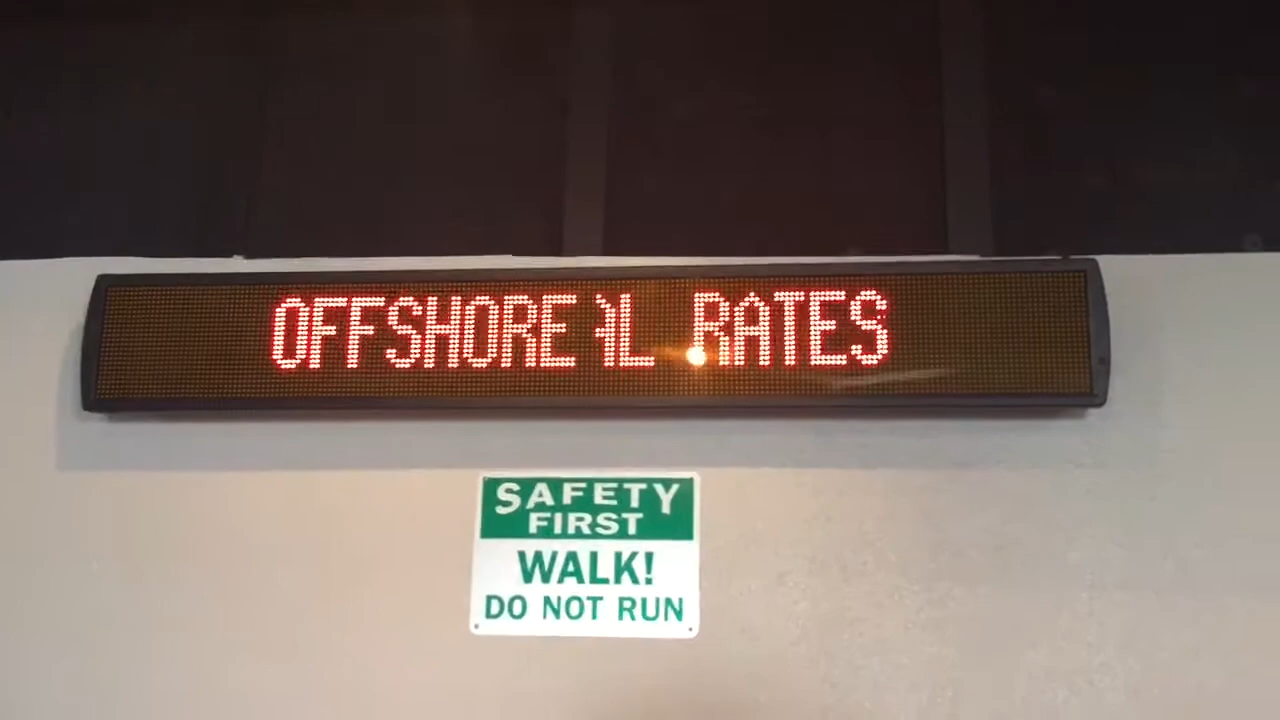 OFFSHORE RATES
SAFETY
FIRST
WALK!
DO NOT RUN